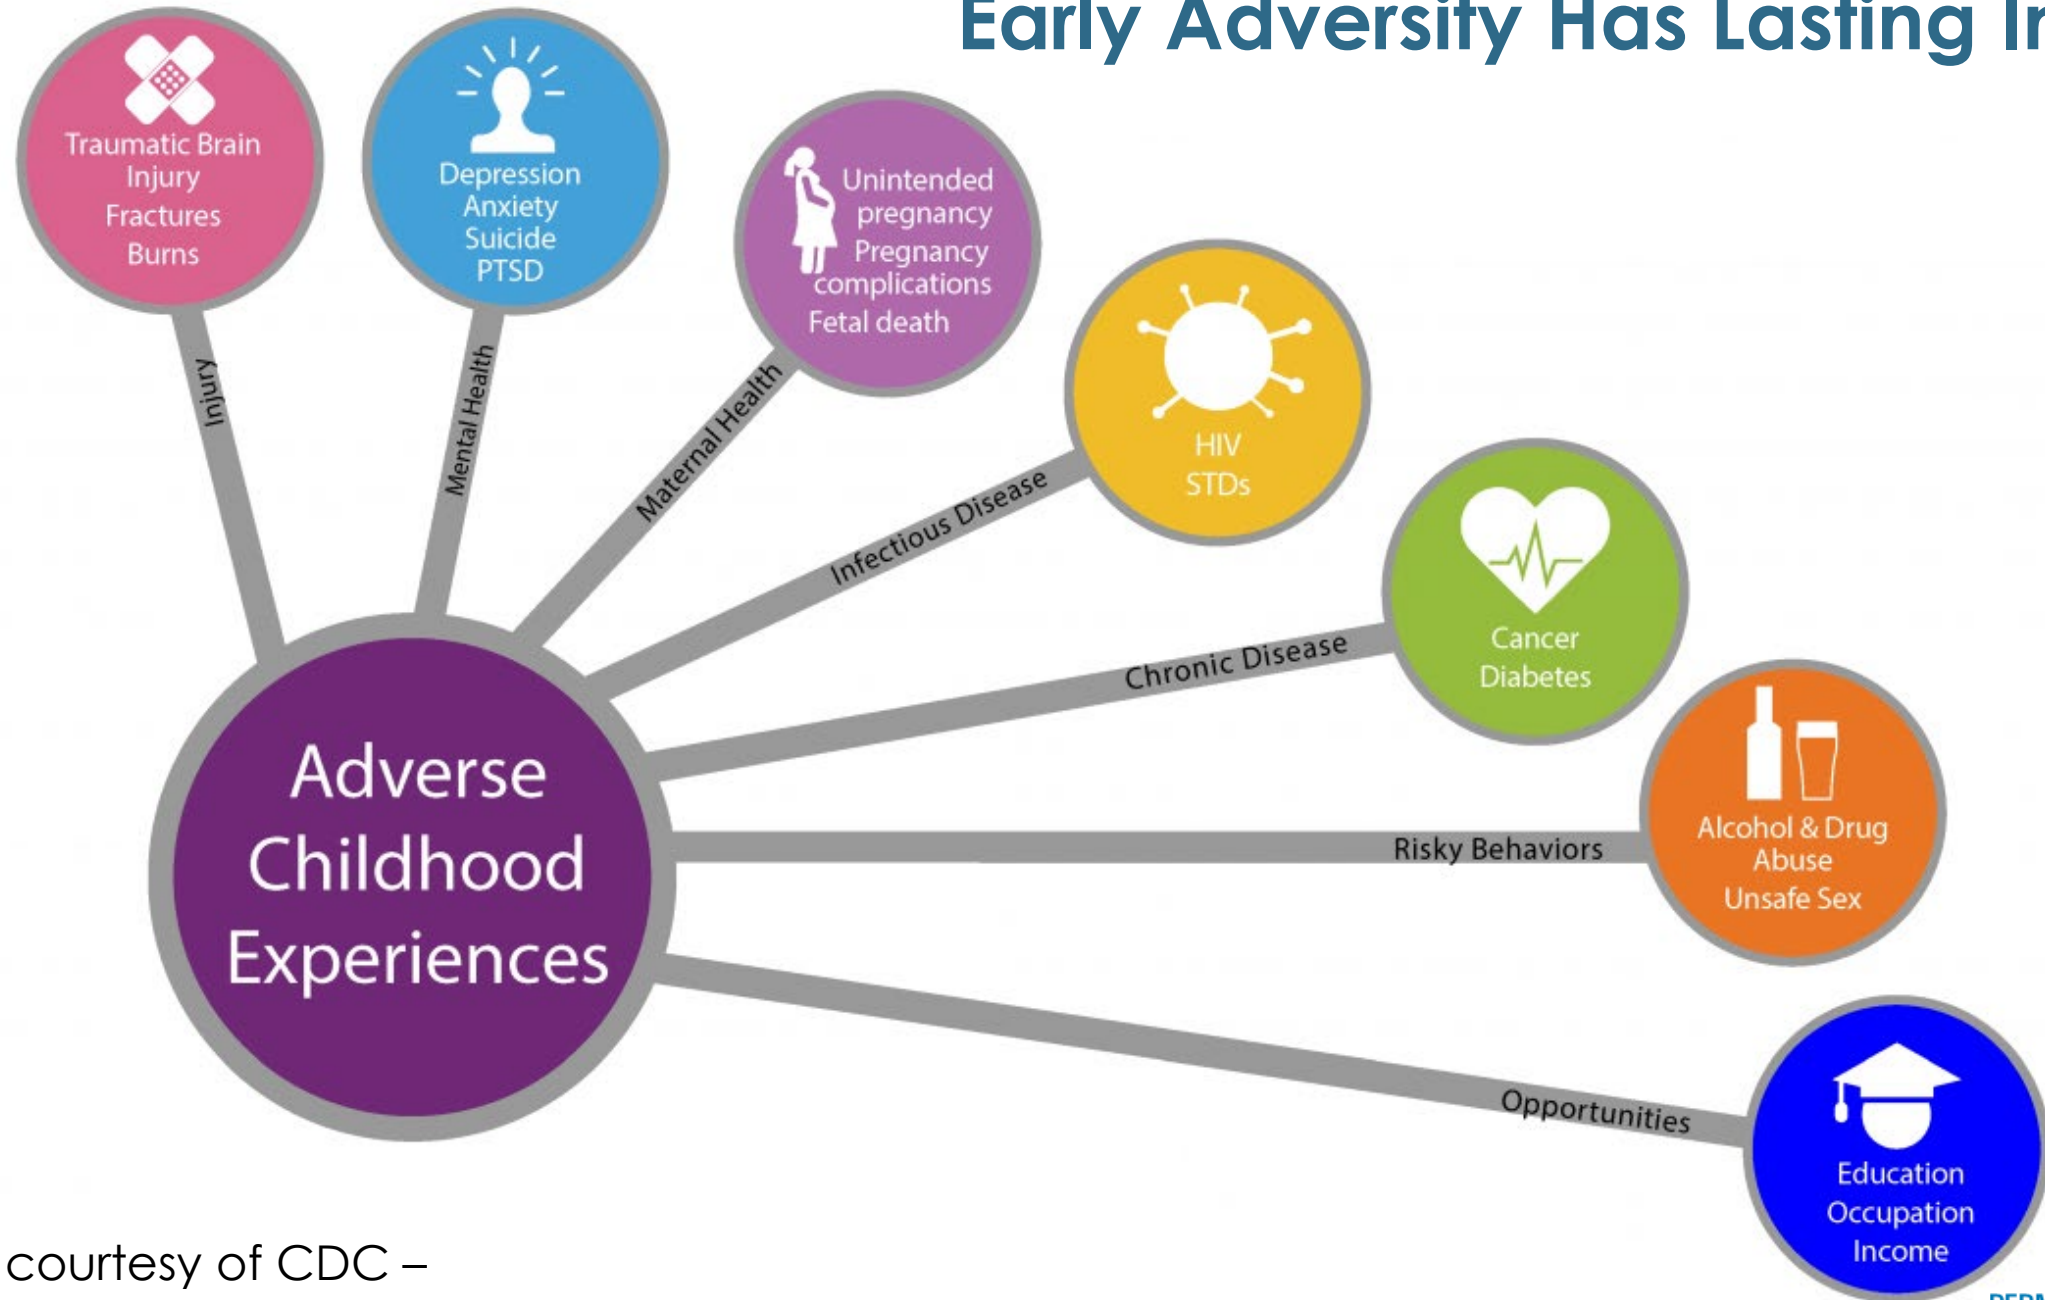 Early Adversity Has Lasting
Traumatic Brain
Injury
Fractures
Burns
Depression
Anxiety
Suicide
PTSD
Unintended
pregnancy
Pregnancy
complications
Fetal death
HIV
STDs
Cancer
Diabetes
Alcohol & Drug
Abuse
Unsafe Sex
Education
Occupation
Income
Injury
Mental Health
Maternal Health
Infectious Disease
Chronic Disease
Risky Behaviors
Opportunities
Adverse
Childhood
Experiences
courtesy of CDC –